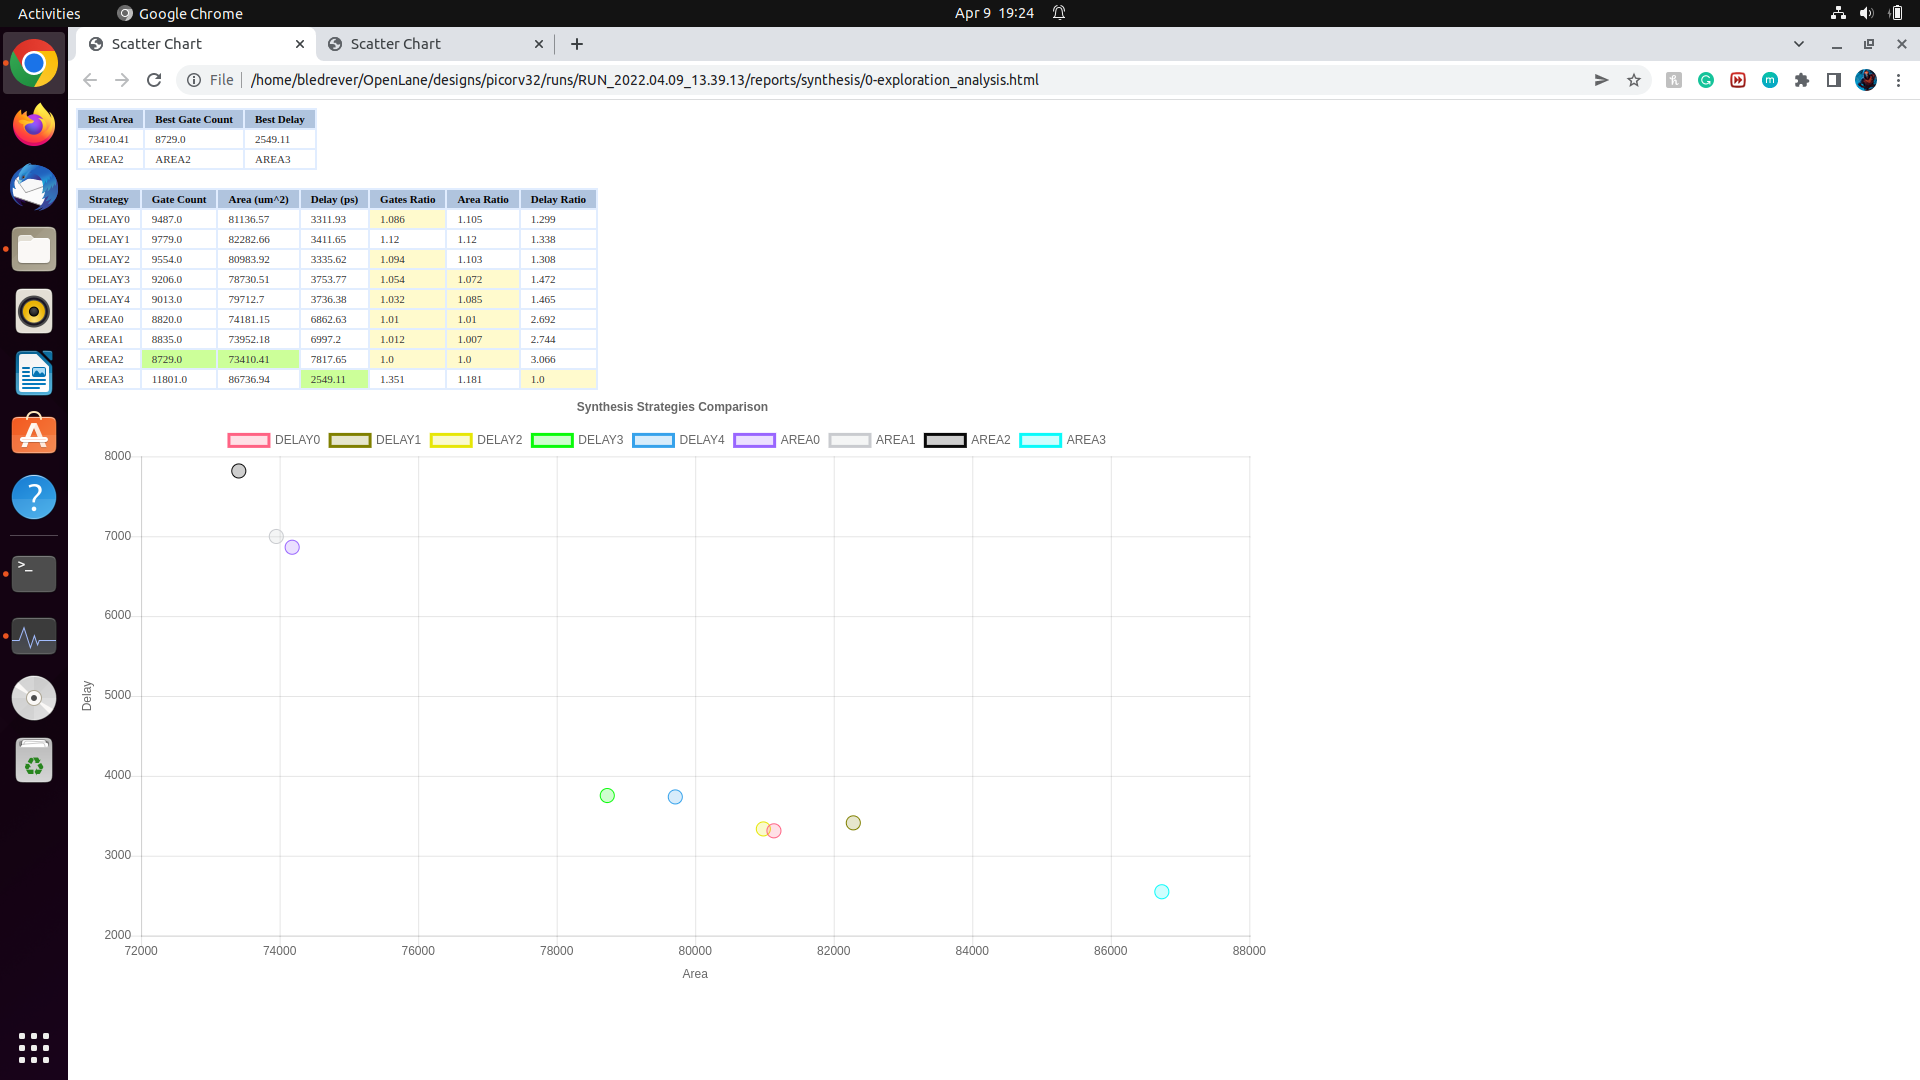 Activities Google Chrome Apr 9 19:24
Scatter Chart Scatter Chart
File /home/bledrever/OpenLane/designs/picorv32/runs/RUN_2022.04.09_13.39.13/reports/synthesis/0-exploration_analysis.html
Best Area Best Gate Count Best Delay
73410.41 8729.0 2549.11
AREA2 AREA2 AREA3
Strategy Gate Count Area (um^2) Delay (ps) Gates Ratio Area Ratio Delay Ratio
DELAY0 9487.0 81136.57 3311.93 1.086 1.105 1.299
DELAY1 9779.0 82282.66 3411.65 1.12 1.12 1.338
DELAY2 9554.0 80983.92 3335.62 1.094 1.103 1.308
DELAY3 9206.0 78730.51 3753.77 1.054 1.072 1.472
DELAY4 9013.0 79712.7 3736.38 1.032 1.085 1.465
AREA0 8820.0 74181.15 6862.63 1.01 1.01 2.692
AREA1 8835.0 73952.18 6997.2 1.012 1.007 2.744
AREA2 8729.0 73410.41 7817.65 1.0 1.0 3.066
AREA3 11801.0 86736.94 2549.11 1.351 1.181 1.0
Synthesis Strategies Comparison
DELAY0 DELAY1 DELAY2 DELAY3 DELAY4 AREA0 AREA1 AREA2 AREA3
8000
7000
6000
5000
Delay
4000
3000
2000
72000 74000 76000 78000 80000 82000 84000 86000 88000
Area